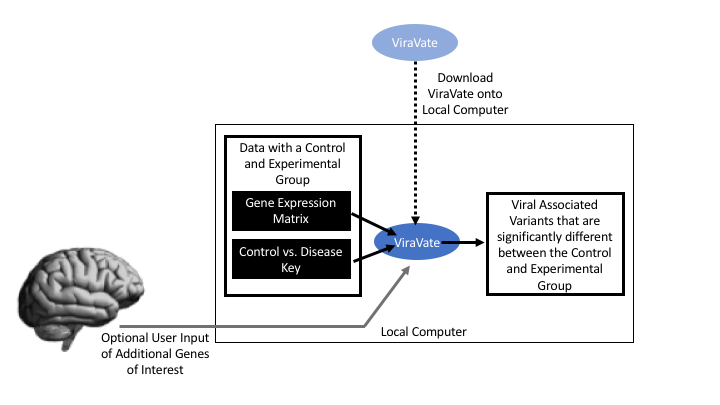 ViraVate
Download
ViraVate onto
Local Computer
Data with a Control
and Experimental
Group
Gene Expression
Matrix
Control vs. Disease
Key
ViraVate
Viral Associated
Variants that are
significantly different
between the Control
and Experimental
Group
Local Computer
Optional User Input
of Additional Genes
of Interest